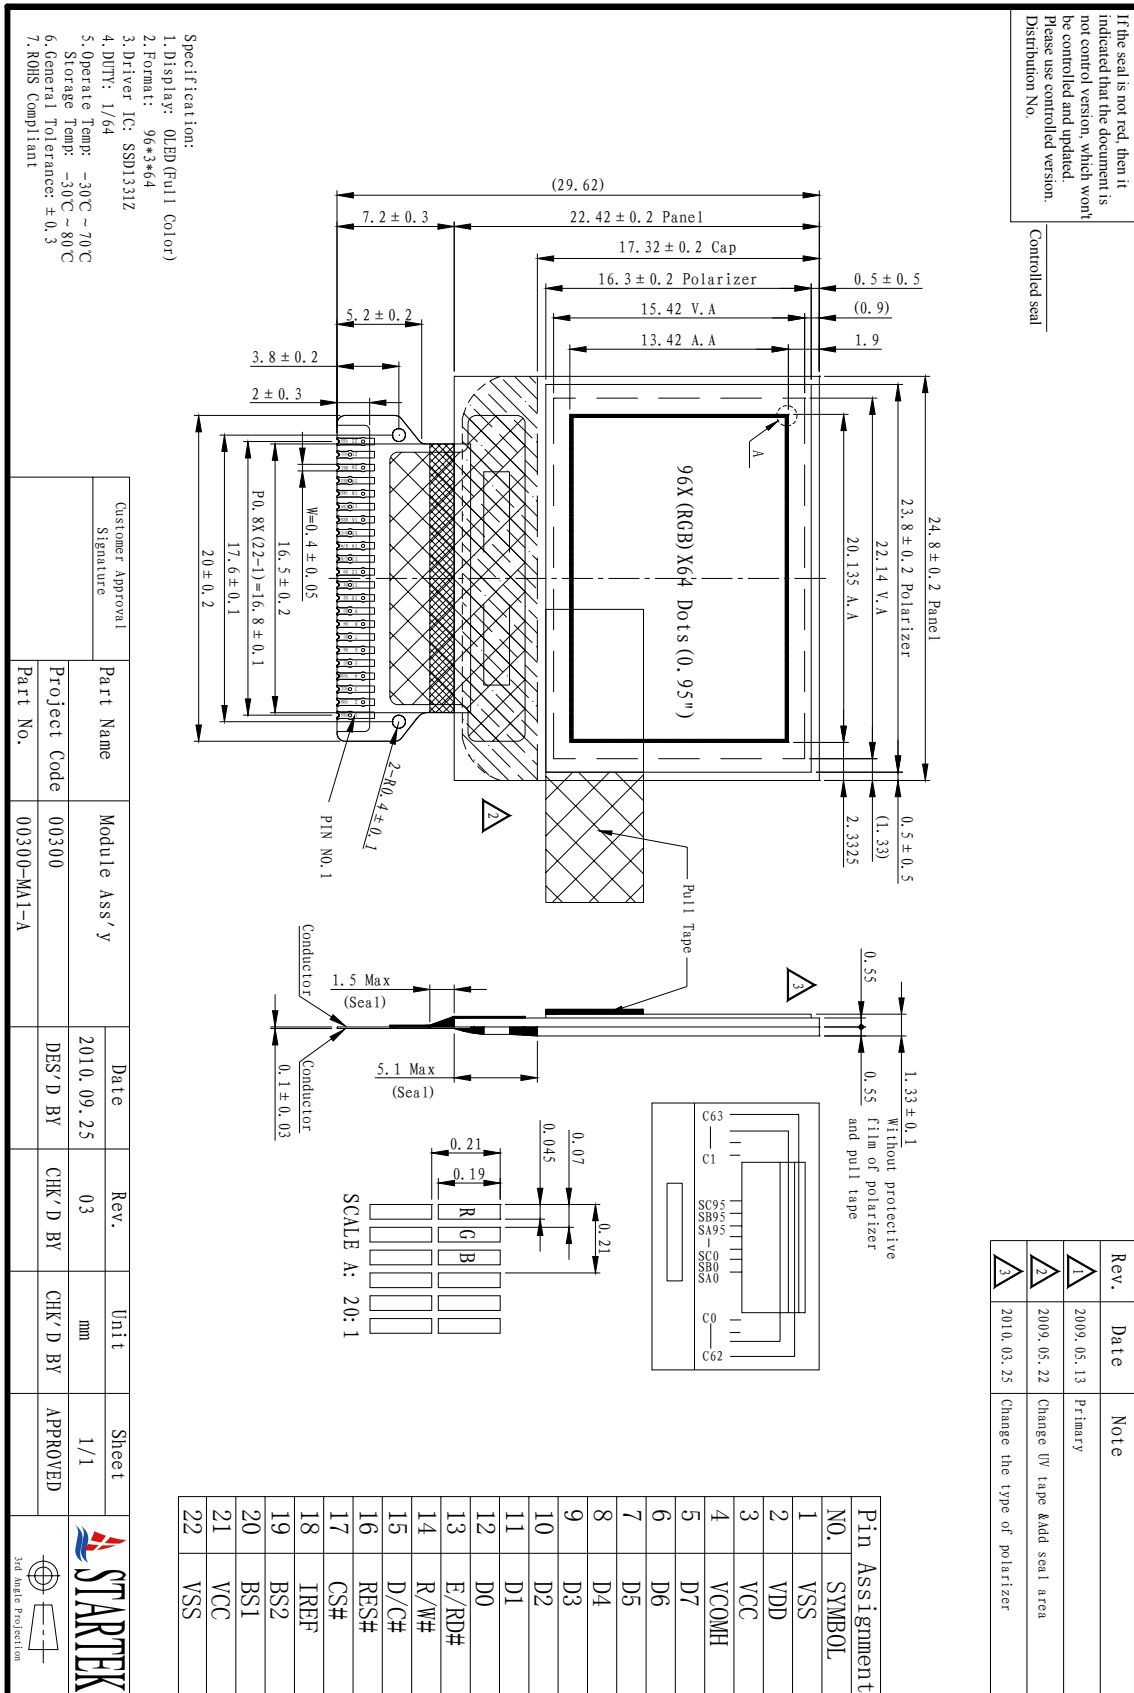 If the seal is not red, then it
indicated that the document is
not control version, which won't
be controlled and updated.
Please use controlled version.
Distribution No.
Controlled seal
Rev. Date Note
1 2009.05.13 Primary
2 2009.05.22 Change UV tape &Add seal area
3 2010.03.25 Change the type of polarizer
24.8±0.2 Panel
23.8±0.2 Polarizer
22.14 V.A
20.135 A.A
0.5±0.5
(1.33)
2.3325
(29.62)
7.2±0.3
22.42±0.2 Panel
17.32±0.2 Cap
16.3±0.2 Polarizer
0.5±0.5
15.42 V.A
(0.9)
13.42 A.A
1.9
5.2±0.2
3.8±0.2
2±0.3
A
96X(RGB)X64 Dots(0.95")
W=0.4±0.05
16.5±0.2
P0.8X(22-1)=16.8±0.1
17.6±0.1
20±0.2
2-R0.4±0.1
PIN NO.1
2
Pull Tape
3
0.55
1.33±0.1
0.55
Without protective
film of polarizer
and pull tape
1.5 Max
(Seal)
5.1 Max
(Seal)
Conductor
Conductor
0.1±0.03
C63
C1
SC95
SB95
SA95
SC0
SB0
SA0
C0
C62
0.21
0.19
0.045
0.07
0.21
R G B
SCALE A: 20:1
Specification:
1.Display: OLED(Full Color)
2.Format: 96*3*64
3.Driver IC: SSD1331Z
4.DUTY: 1/64
5.Operate Temp: -30℃~70℃
Storage Temp: -30℃~80℃
6.General Tolerance: ±0.3
7.ROHS Compliant
Pin Assignment
NO. SYMBOL
1 VSS
2 VDD
3 VCC
4 VCOMH
5 D7
6 D6
7 D5
8 D4
9 D3
10 D2
11 D1
12 D0
13 E/RD#
14 R/W#
15 D/C#
16 RES#
17 CS#
18 IREF
19 BS2
20 BS1
21 VCC
22 VSS
Customer Approval
Signature
Part Name Module Ass'y Date Rev. Unit Sheet
2010.09.25 03 mm 1/1
Project Code 00300 DES'D BY CHK'D BY CHK'D BY APPROVED
Part No. 00300-MA1-A
STARTEK
3rd Angle Projection